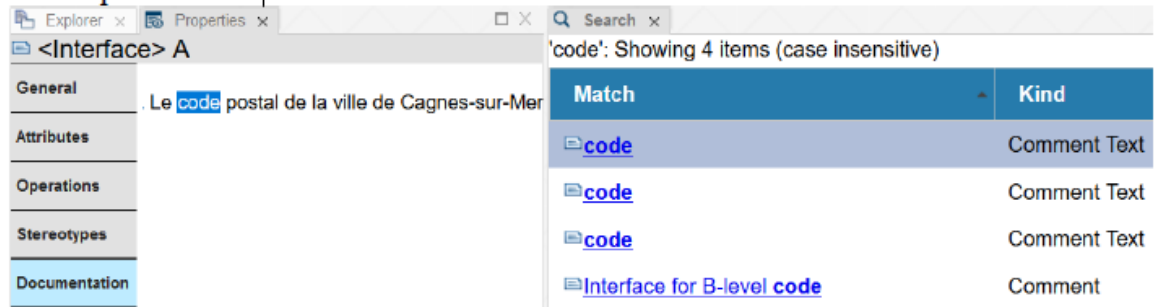 Explorer
Properties
<Interface> A
General
Attributes
Operations
Stereotypes
Documentation
. Le code postal de la ville de Cagnes-sur-Mer
Search
'code': Showing 4 items (case insensitive)
Match Kind
code Comment Text
code Comment Text
code Comment Text
Interface for B-level code Comment